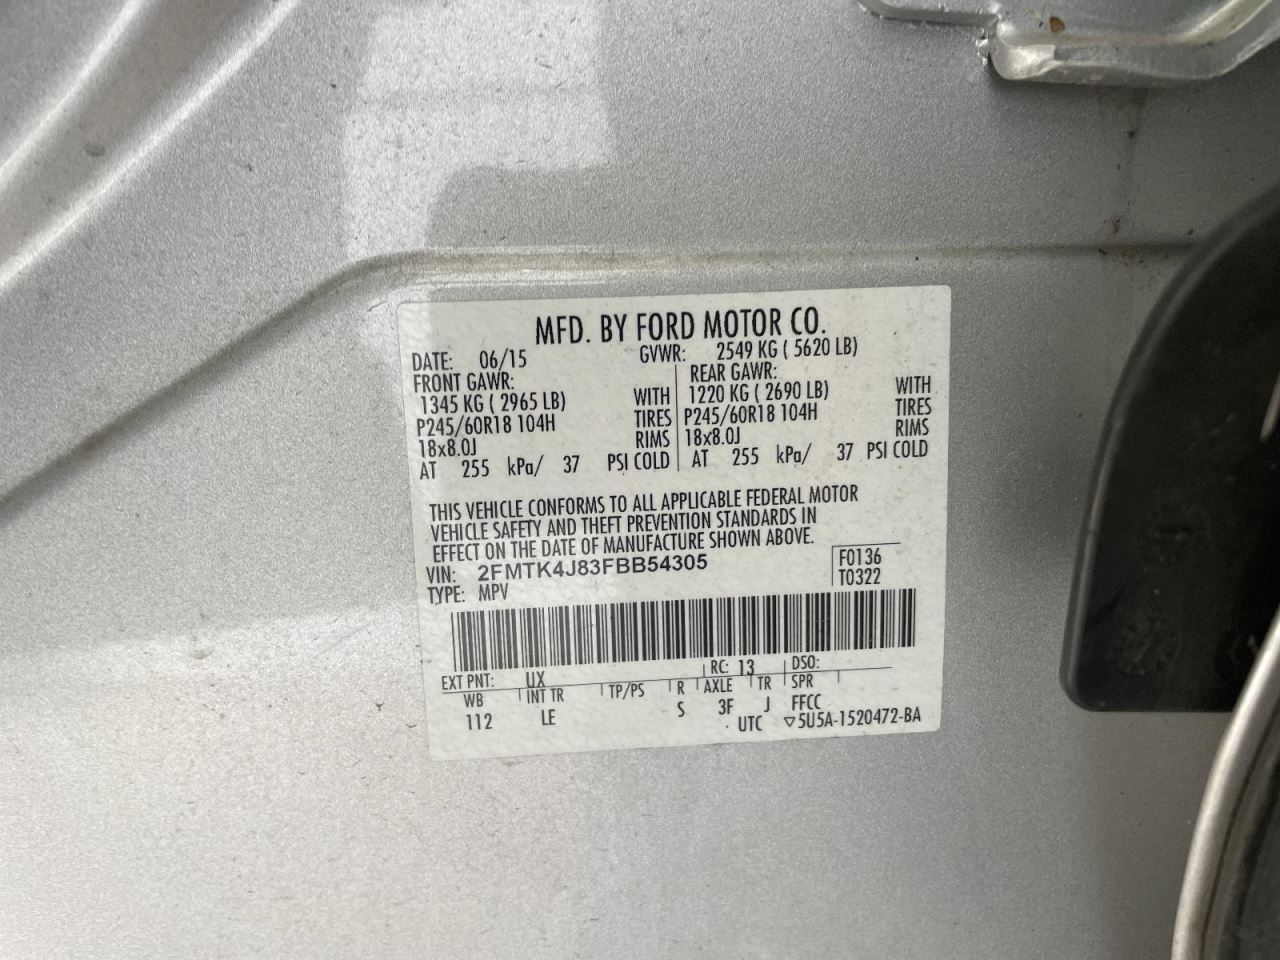 MFD. BY FORD MOTOR CO.
DATE: 06/15 GVWR: 2549 KG ( 5620 LB)
FRONT GAWR: REAR GAWR:
1345 KG ( 2965 LB) WITH 1220 KG ( 2690 LB) WITH
P245/60R18 104H TIRES P245/60R18 104H TIRES
18x8.0J RIMS 18x8.0J RIMS
AT 255 kPa/ 37 PSI COLD AT 255 kPa/ 37 PSI COLD
THIS VEHICLE CONFORMS TO ALL APPLICABLE FEDERAL MOTOR
VEHICLE SAFETY AND THEFT PREVENTION STANDARDS IN
EFFECT ON THE DATE OF MANUFACTURE SHOWN ABOVE.
VIN: 2FMTK4J83FBB54305 F0136
TYPE: MPV T0322
EXT PNT: UX RC: 13 DSO:
WB INT TR TP/PS R AXLE TR SPR
112 LE S 3F J FFCC
UTC ▽5U5A-1520472-BA